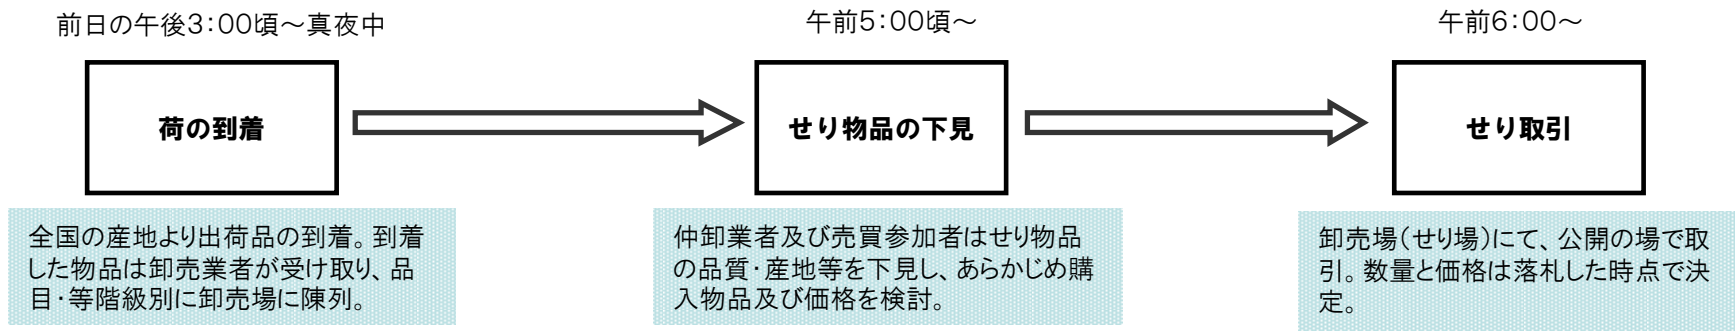 前日の午後3:00頃～真夜中
午前5:00頃～
午前6:00～
荷の到着
せり物品の下見
せり取引
全国の産地より出荷品の到着。到着
した物品は卸売業者が受け取り、品
目・等階級別に卸売場に陳列。
仲卸業者及び売買参加者はせり物品
の品質・産地等を下見し、あらかじめ購
入物品及び価格を検討。
卸売場(せり場)にて、公開の場で取
引。数量と価格は落札した時点で決
定。